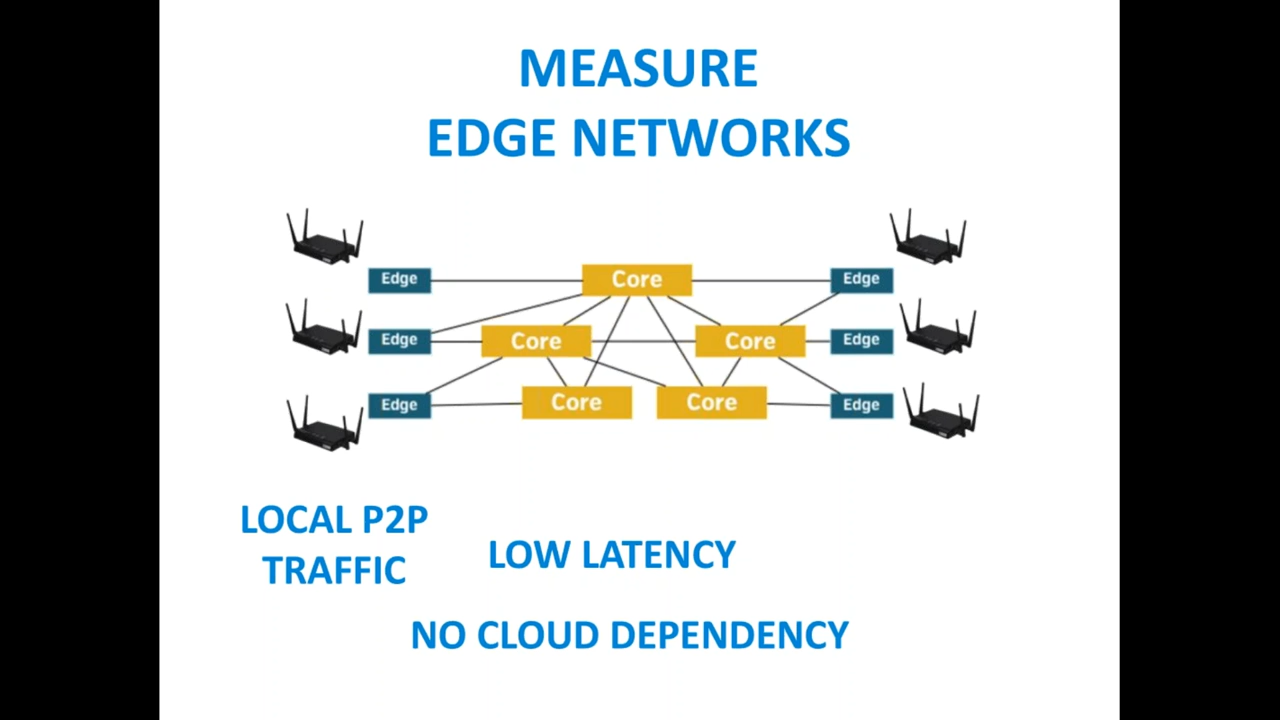 MEASURE
EDGE NETWORKS
Edge
Core
Edge
Edge
Core
Core
Edge
Edge
Core
Core
Edge
LOCAL P2P
TRAFFIC
LOW LATENCY
NO CLOUD DEPENDENCY